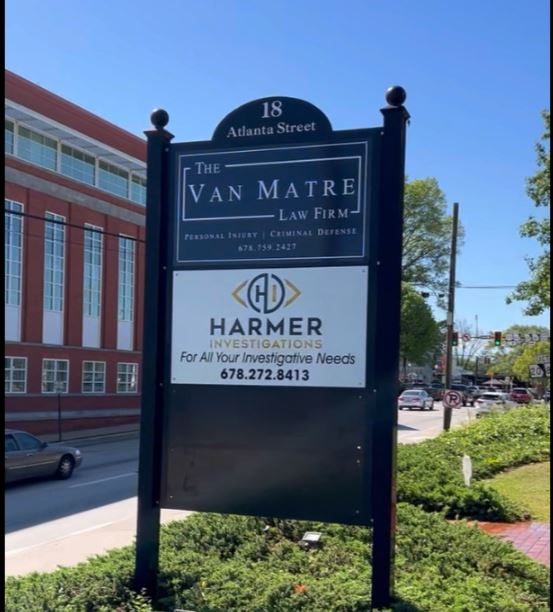 18
Atlanta Street
THE
VAN MATRE
LAW FIRM
PERSONAL INJURY | CRIMINAL DEFENSE
678.759.2427
HI
HARMER
INVESTIGATIONS
For All Your Investigative Needs
678.272.8413